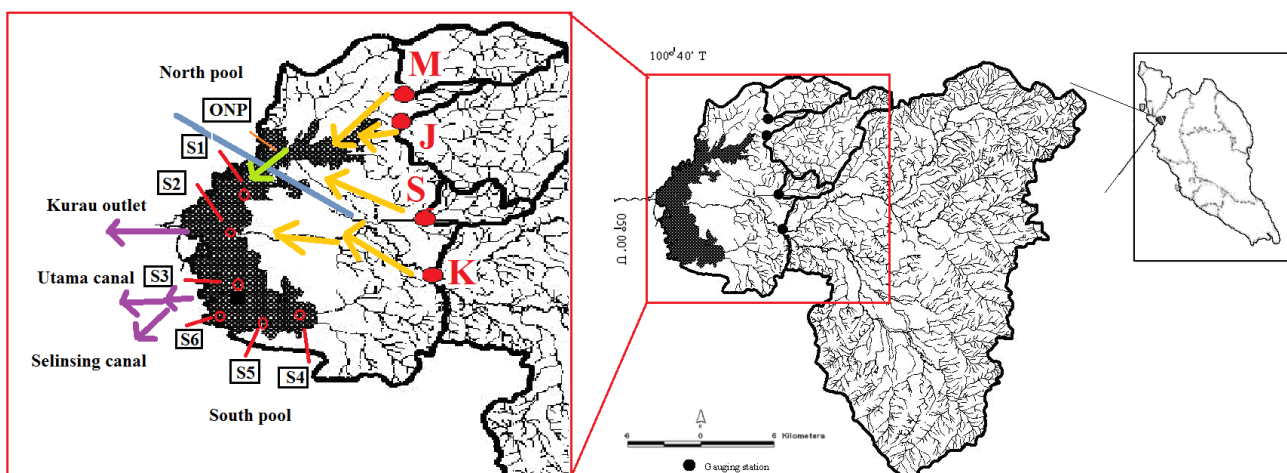 North pool
ONP
S1
S2
Kurau outlet
Utama canal
S3
S6
Selinsing canal
S5
S4
South pool
M
J
S
K
100° 40' T
05° 00' U
6 0 6 Kilometers
Gauging station